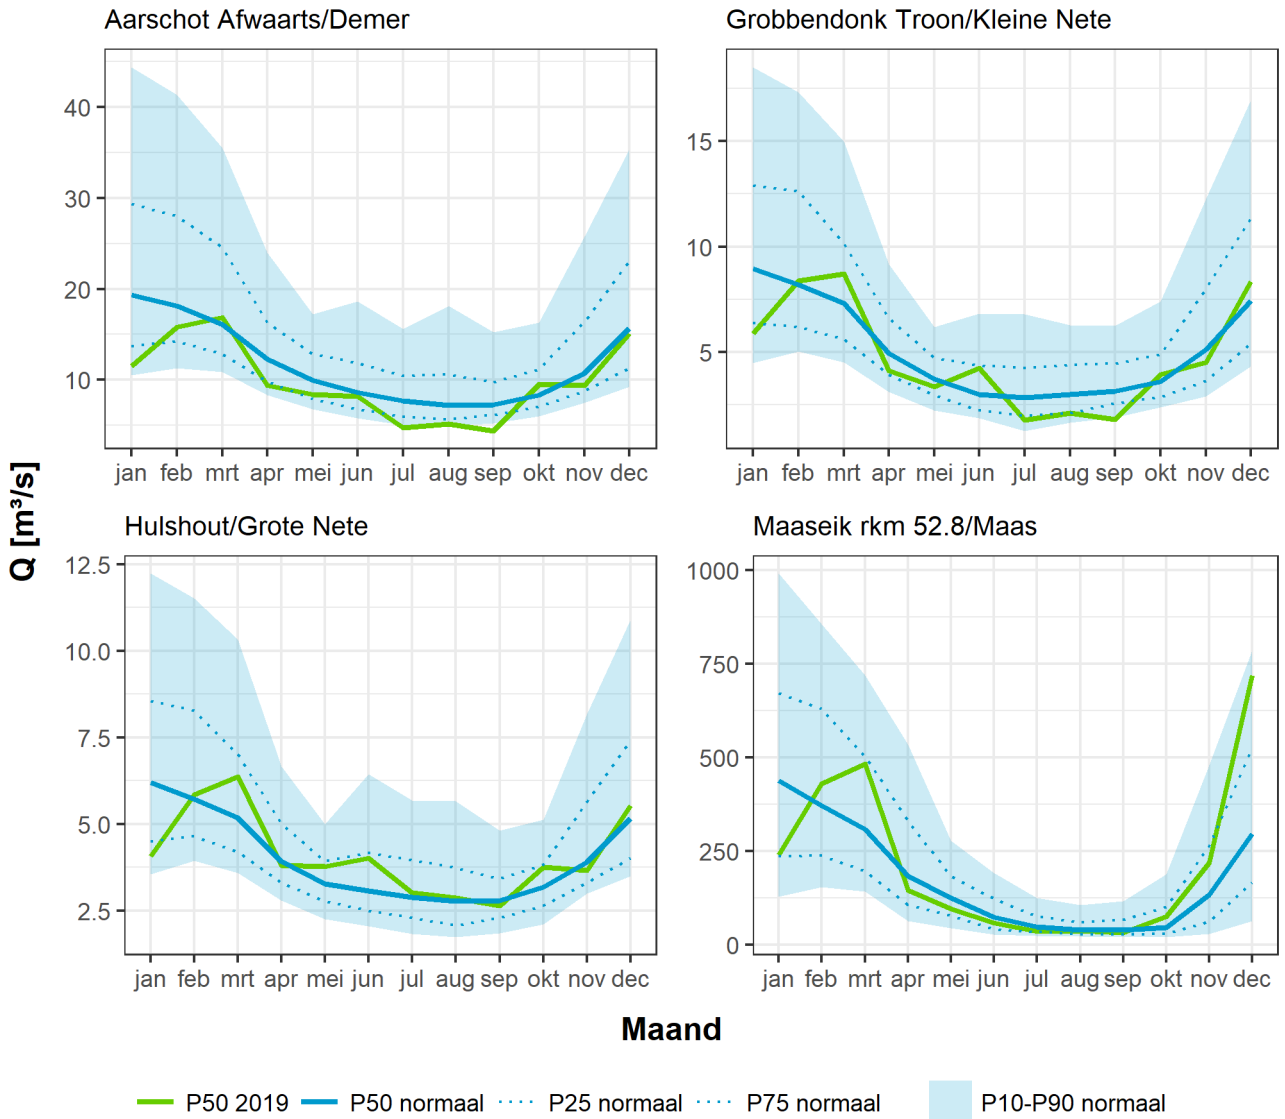 Aarschot Afwaarts/Demer
40
30
20
10
jan feb mrt apr mei jun jul aug sep okt nov dec
Grobbendonk Troon/Kleine Nete
15
10
5
jan feb mrt apr mei jun jul aug sep okt nov dec
Q [m³/s]
Hulshout/Grote Nete
12.5
10.0
7.5
5.0
2.5
jan feb mrt apr mei jun jul aug sep okt nov dec
Maaseik rkm 52.8/Maas
1000
750
500
250
0
jan feb mrt apr mei jun jul aug sep okt nov dec
Maand
P50 2019 P50 normaal P25 normaal P75 normaal P10-P90 normaal